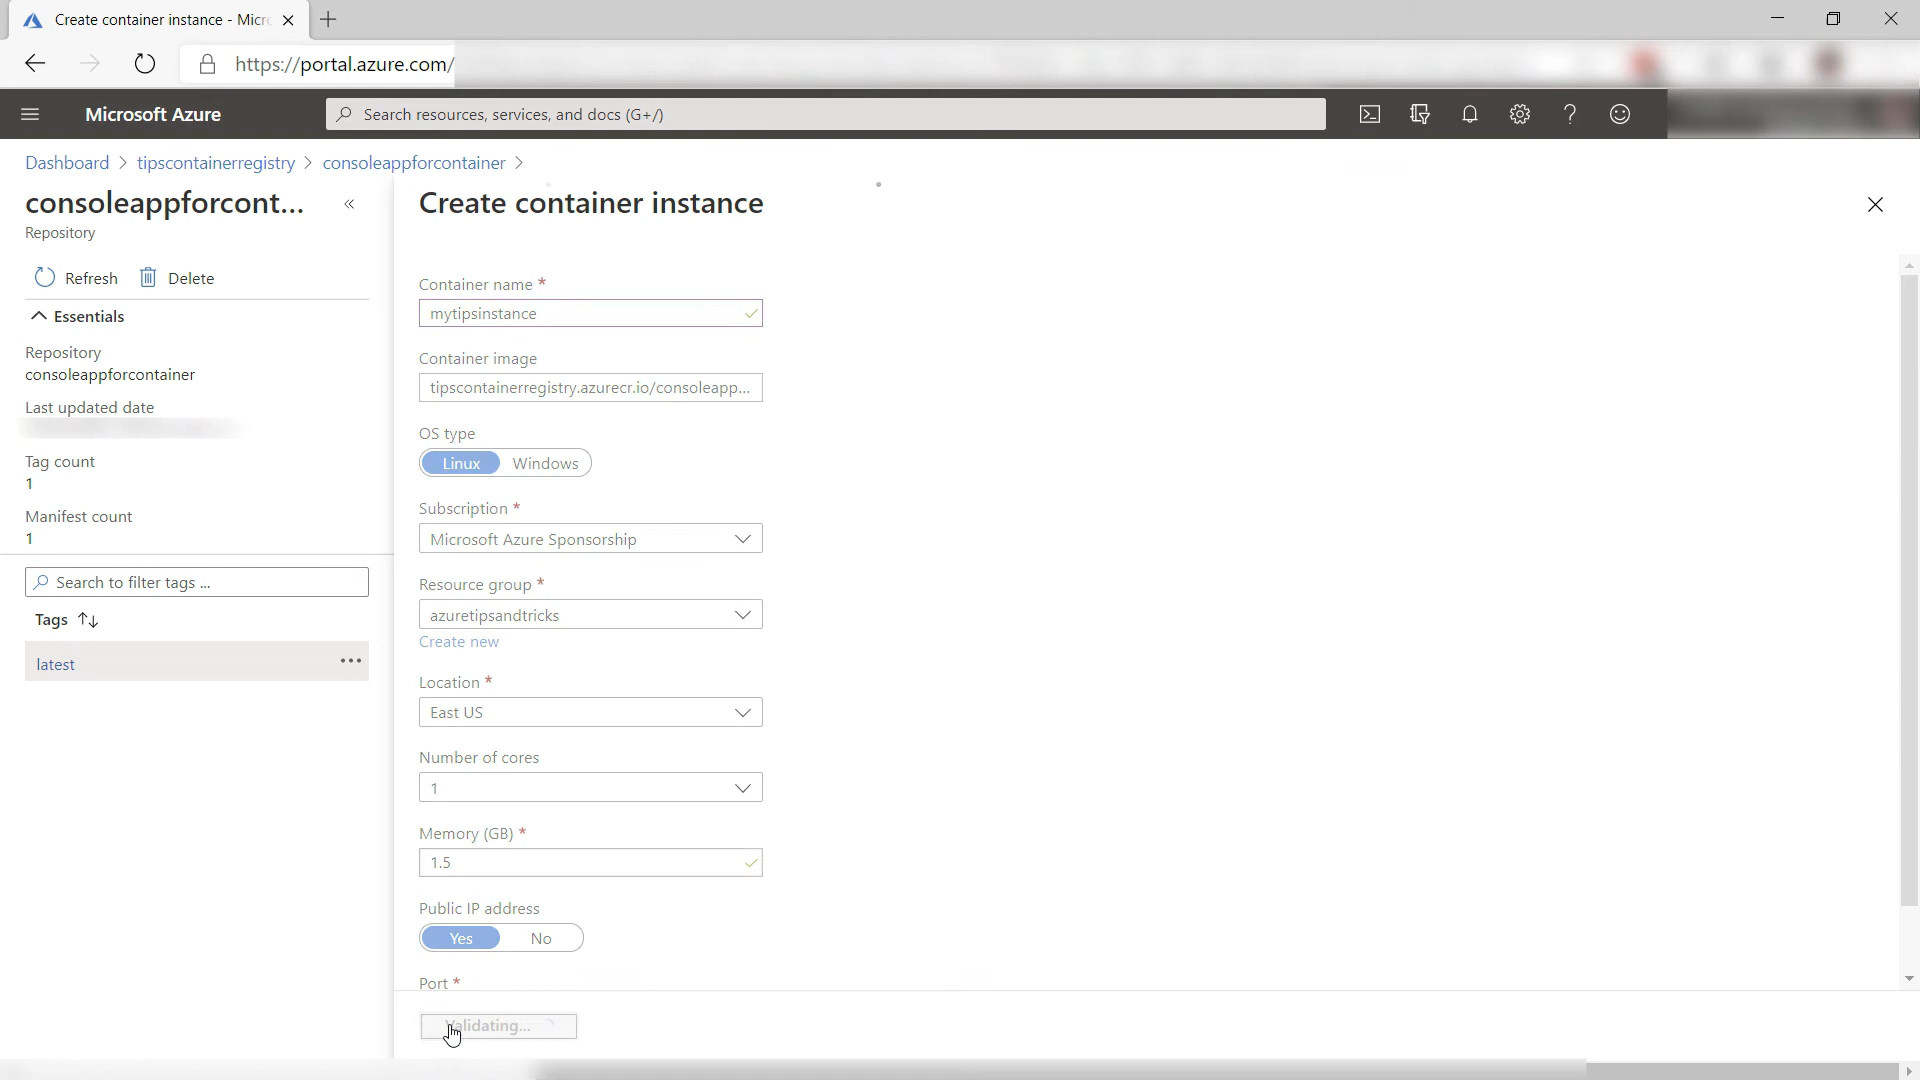 Create container instance - Micr
https://portal.azure.com/
Microsoft Azure
Search resources, services, and docs (G+/)
Dashboard > tipscontainerregistry > consoleappforcontainer >
consoleappforcont... «
Repository
Refresh Delete
Essentials
Repository
consoleappforcontainer
Last updated date
Tag count
1
Manifest count
1
Search to filter tags ...
Tags
latest
Create container instance
Container name *
mytipsinstance
Container image
tipscontainerregistry.azurecr.io/consoleapp...
OS type
Linux Windows
Subscription *
Microsoft Azure Sponsorship
Resource group *
azuretipsandtricks
Create new
Location *
East US
Number of cores
1
Memory (GB) *
1.5
Public IP address
Yes No
Port *
Validating...